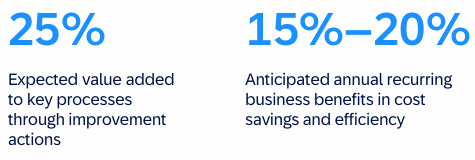 25%
Expected value added
to key processes
through improvement
actions
15%–20%
Anticipated annual recurring
business benefits in cost
savings and efficiency